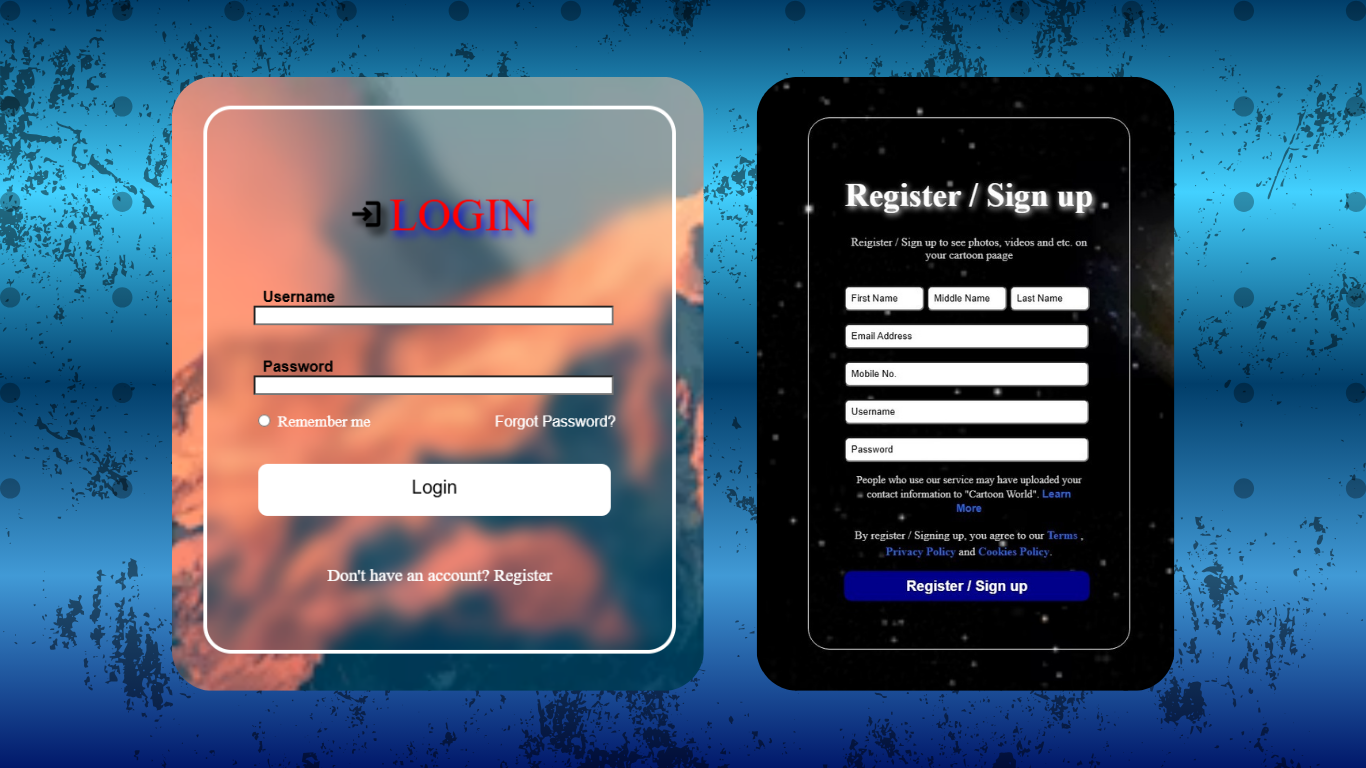 LOGIN
Username
Password
Remember me
Forgot Password?
Login
Don't have an account? Register
Register / Sign up
Reigister / Sign up to see photos, videos and etc. on
your cartoon paage
First Name
Middle Name
Last Name
Email Address
Mobile No.
Username
Password
People who use our service may have uploaded your
contact information to "Cartoon World". Learn
More
By register / Signing up, you agree to our Terms ,
Privacy Policy and Cookies Policy.
Register / Sign up